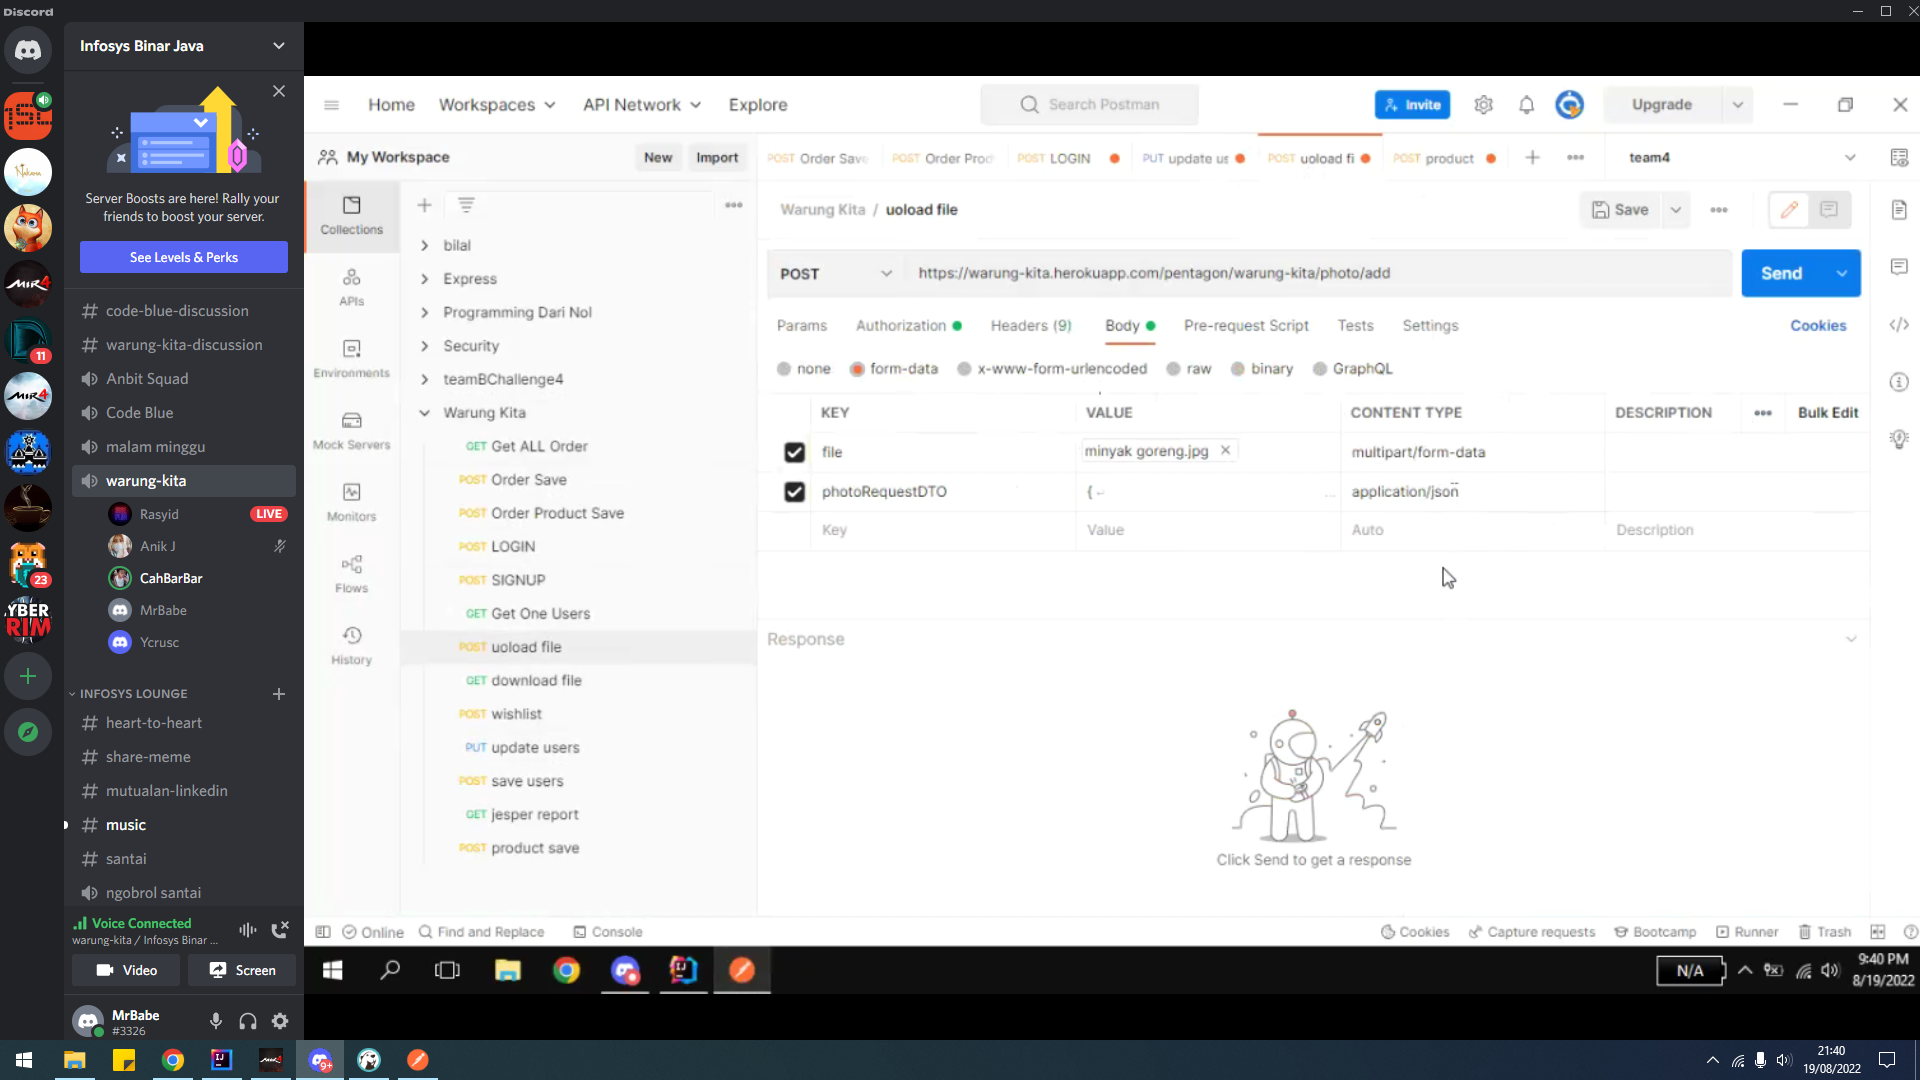 Discord
Infosys Binar Java
Server Boosts are here! Rally your
friends to boost your server.
See Levels & Perks
code-blue-discussion
warung-kita-discussion
Anbit Squad
Code Blue
malam minggu
warung-kita
Rasyid
LIVE
Anik J
CahBarBar
MrBabe
Ycrusc
INFOSYS LOUNGE
heart-to-heart
share-meme
mutualan-linkedin
music
santai
ngobrol santai
Voice Connected
warung-kita / Infosys Binar ...
Video
Screen
MrBabe
#3326
11
23
MIR4
MIR4
YBER
RIM
Home
Workspaces
API Network
Explore
Search Postman
Invite
Upgrade
My Workspace
New
Import
POST Order Save
POST Order Prod
POST LOGIN
PUT update us
POST uoload fi
POST product
team4
Collections
APIs
Environments
Mock Servers
Monitors
Flows
History
bilal
Express
Programming Dari Nol
Security
teamBChallenge4
Warung Kita
GET Get ALL Order
POST Order Save
POST Order Product Save
POST LOGIN
POST SIGNUP
GET Get One Users
POST uoload file
GET download file
POST wishlist
PUT update users
POST save users
GET jesper report
POST product save
Warung Kita / uoload file
Save
POST
https://warung-kita.herokuapp.com/pentagon/warung-kita/photo/add
Send
Params
Authorization
Headers (9)
Body
Pre-request Script
Tests
Settings
Cookies
none
form-data
x-www-form-urlencoded
raw
binary
GraphQL
KEY
VALUE
CONTENT TYPE
DESCRIPTION
Bulk Edit
file
minyak goreng.jpg
multipart/form-data
photoRequestDTO
{
...
application/json
Key
Value
Auto
Description
Response
Click Send to get a response
Online
Find and Replace
Console
Cookies
Capture requests
Bootcamp
Runner
Trash
N/A
9:40 PM
8/19/2022
9+
21:40
19/08/2022